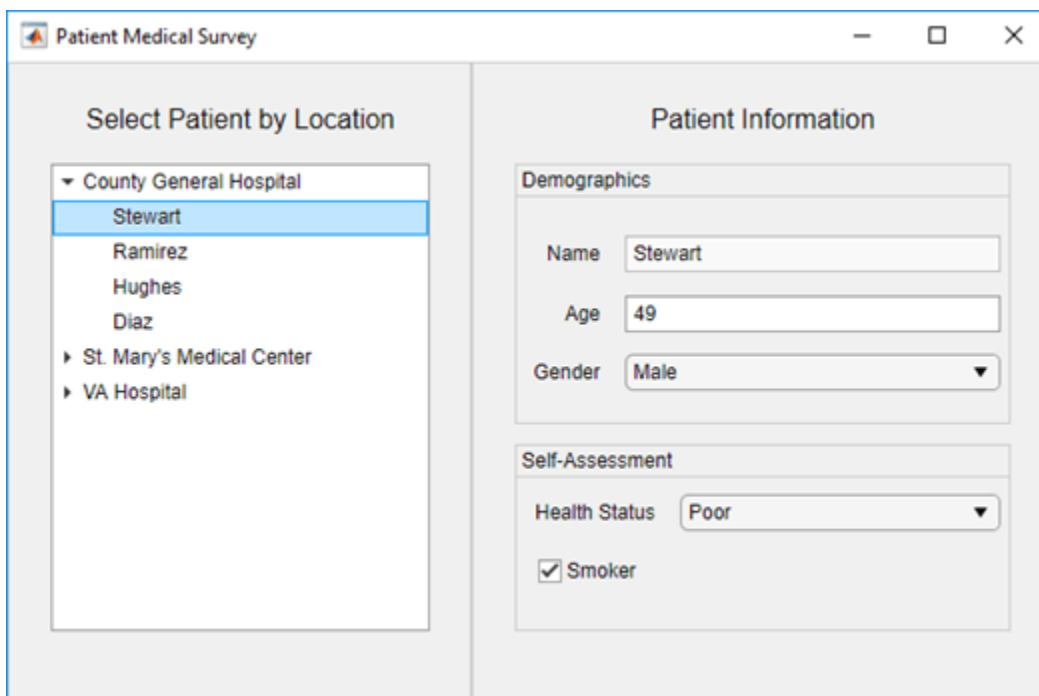 Patient Medical Survey
Select Patient by Location
County General Hospital
Stewart
Ramirez
Hughes
Diaz
St. Mary's Medical Center
VA Hospital
Patient Information
Demographics
Name Stewart
Age 49
Gender Male
Self-Assessment
Health Status Poor
Smoker